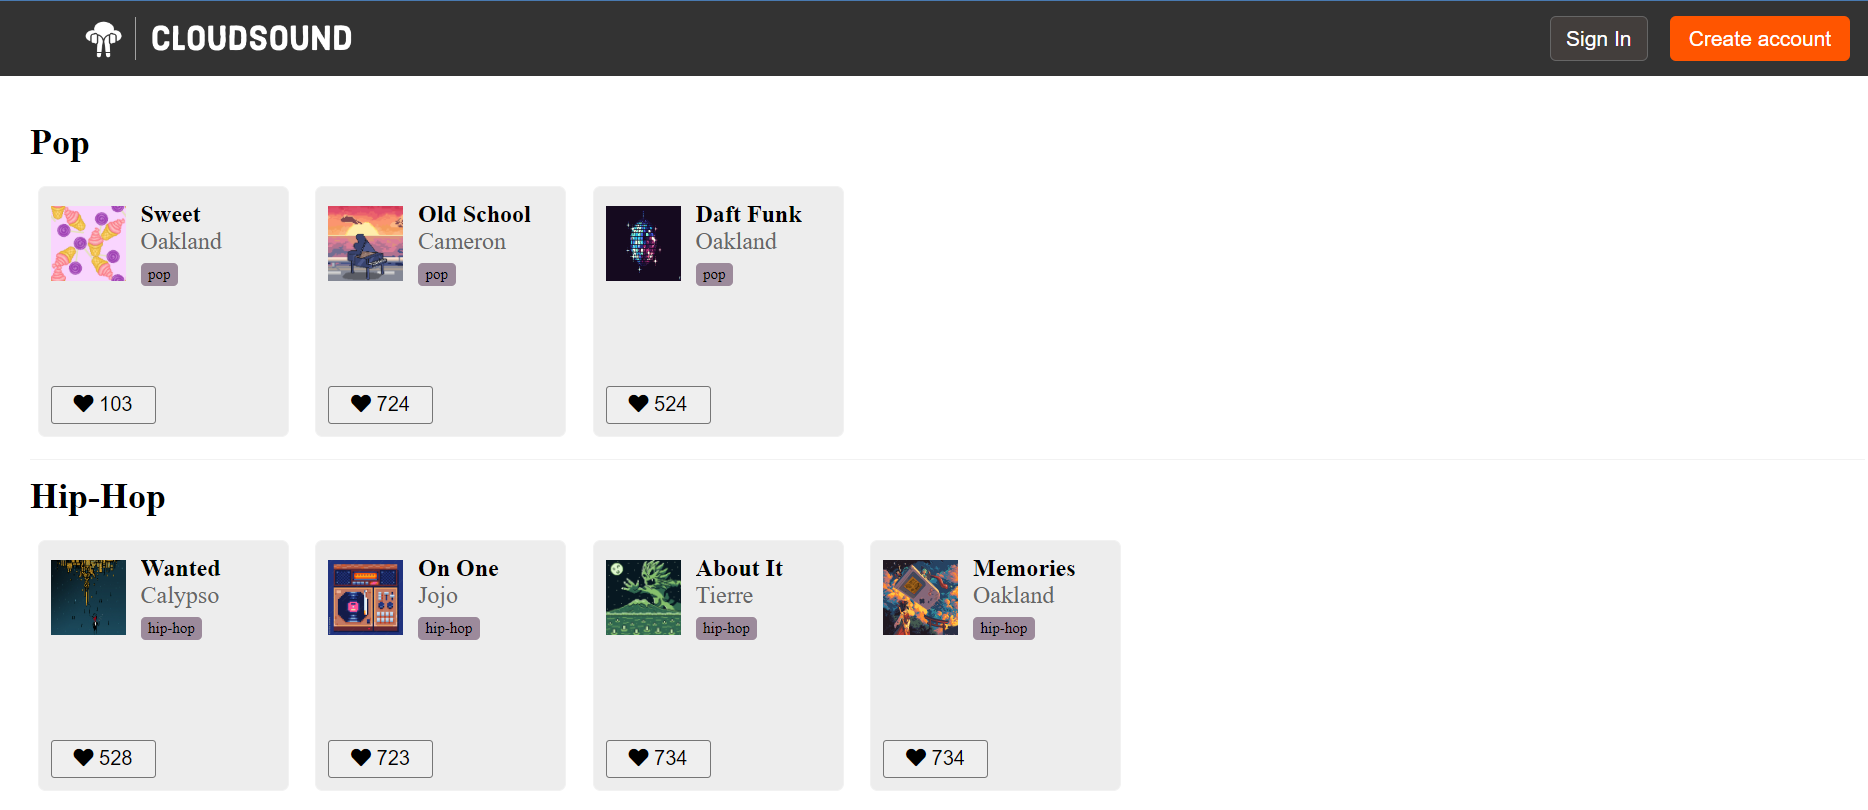 CLOUDSOUND
Sign In
Create account
Pop
Sweet
Oakland
pop
103
Old School
Cameron
pop
724
Daft Funk
Oakland
pop
524
Hip-Hop
Wanted
Calypso
hip-hop
528
On One
Jojo
hip-hop
723
About It
Tierre
hip-hop
734
Memories
Oakland
hip-hop
734